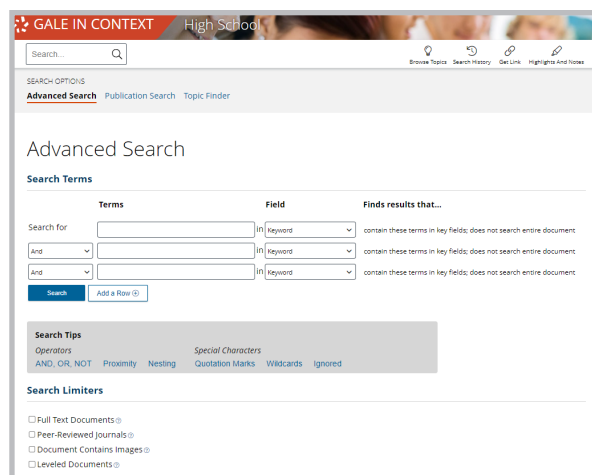 GALE IN CONTEXT High School
Search...
Browse Topics Search History Get Link Highlights And Notes
SEARCH OPTIONS
Advanced Search Publication Search Topic Finder
Advanced Search
Search Terms
Terms Field Finds results that...
Search for in Keyword contain these terms in key fields; does not search entire document
And in Keyword contain these terms in key fields; does not search entire document
And in Keyword contain these terms in key fields; does not search entire document
Search Add a Row
Search Tips
Operators Special Characters
AND, OR, NOT Proximity Nesting Quotation Marks Wildcards Ignored
Search Limiters
Full Text Documents
Peer-Reviewed Journals
Document Contains Images
Leveled Documents